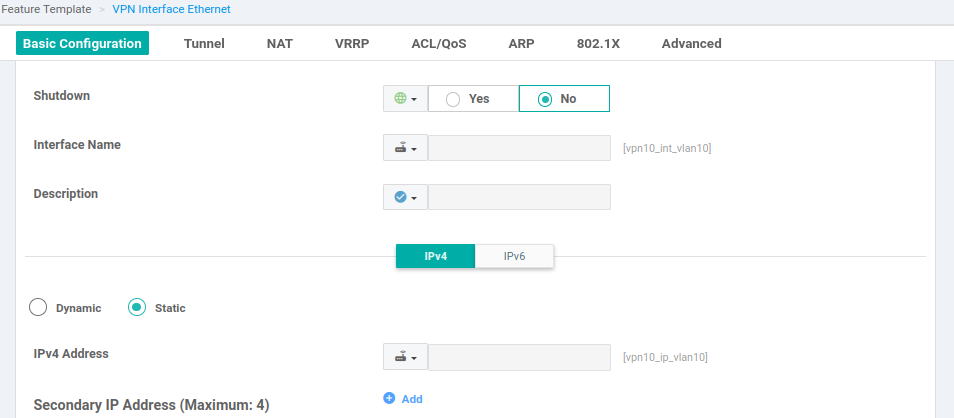 Feature Template > VPN Interface Ethernet
Basic Configuration Tunnel NAT VRRP ACL/QoS ARP 802.1X Advanced
Shutdown Yes No
Interface Name [vpn10_int_vlan10]
Description
IPv4 IPv6
Dynamic Static
IPv4 Address [vpn10_ip_vlan10]
Secondary IP Address (Maximum: 4) Add